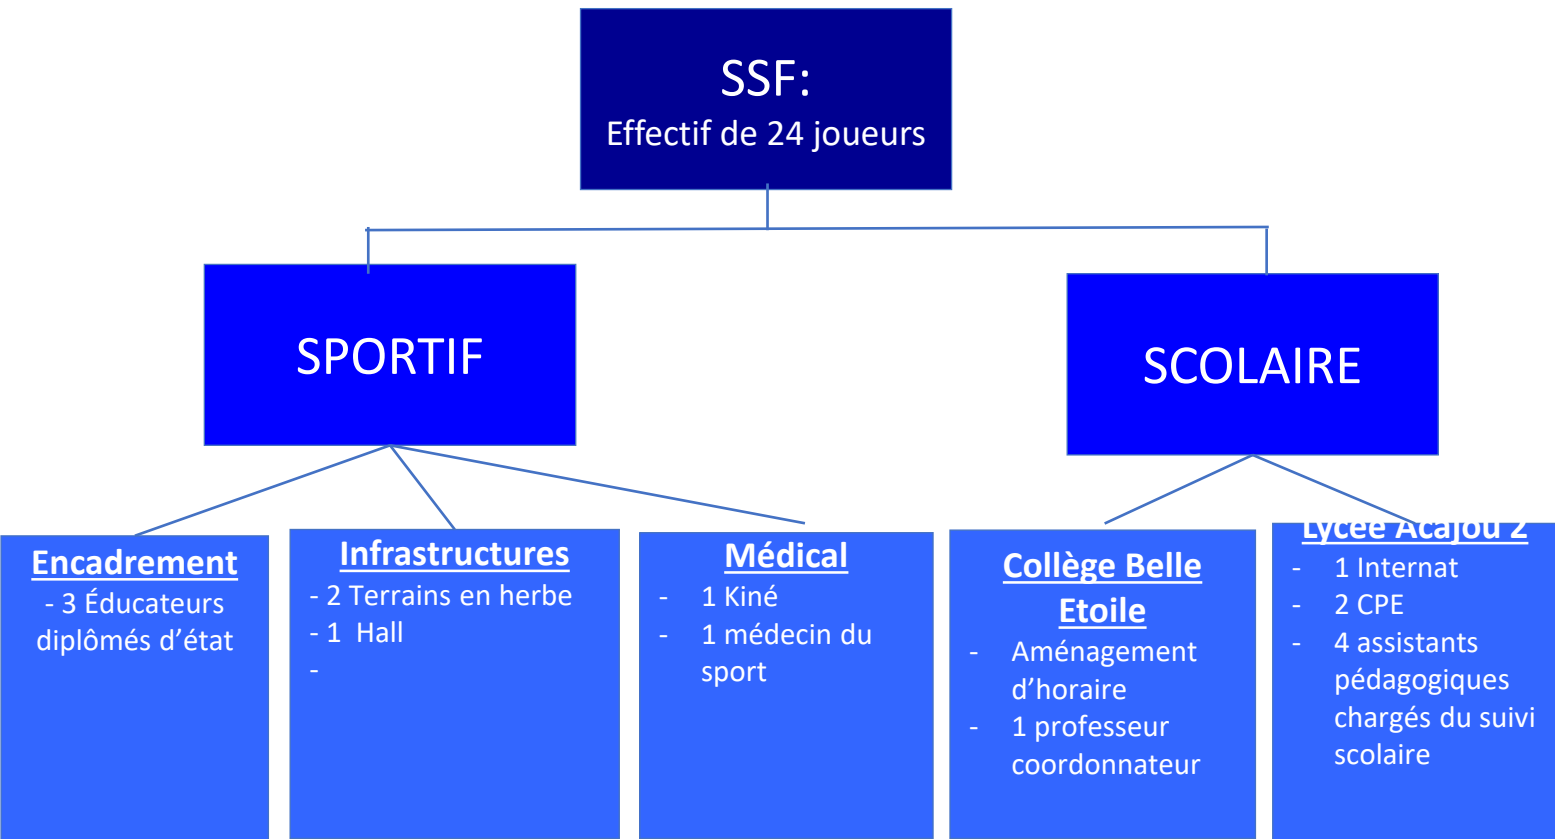 SSF:
Effectif de 24 joueurs
SPORTIF
SCOLAIRE
Encadrement
- 3 Éducateurs
diplômés d’état
Infrastructures
- 2 Terrains en herbe
- 1 Hall
-
Médical
- 1 Kiné
- 1 médecin du
sport
Collège Belle
Etoile
- Aménagement
d’horaire
- 1 professeur
coordonnateur
Lycée Acajou 2
- 1 Internat
- 2 CPE
- 4 assistants
pédagogiques
chargés du suivi
scolaire